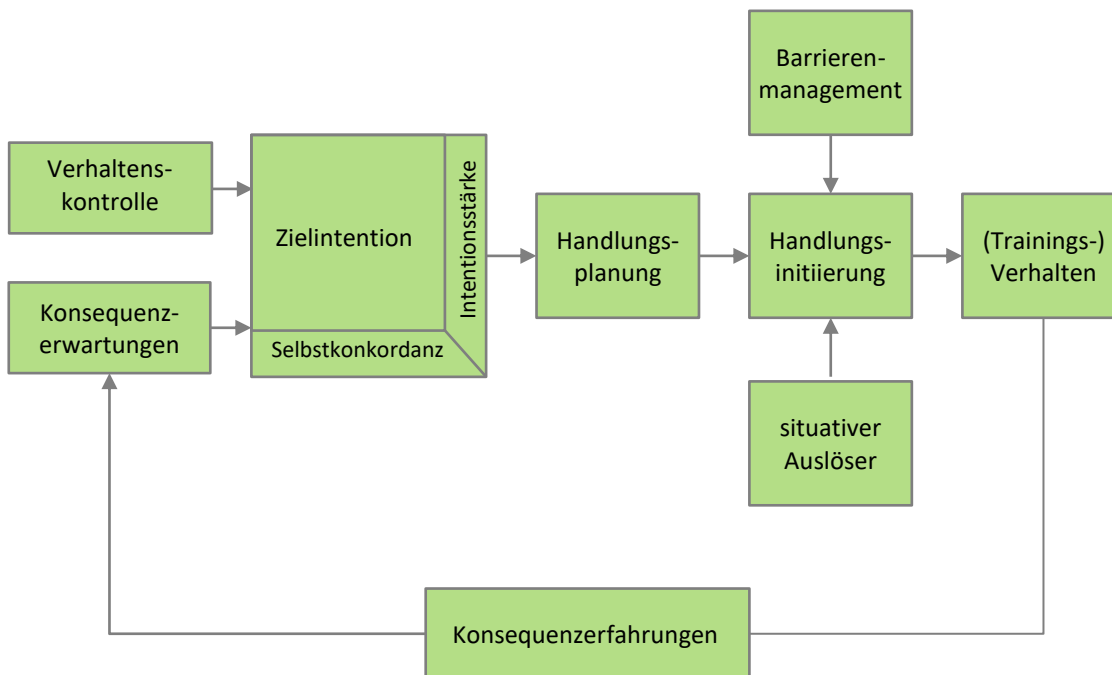 Barrieren-
management
Verhaltens-
kontrolle
Zielintention
Intentionsstärke
Selbstkonkordanz
Konsequenz-
erwartungen
Handlungs-
planung
Handlungs-
initiierung
(Trainings-)
Verhalten
situativer
Auslöser
Konsequenzerfahrungen